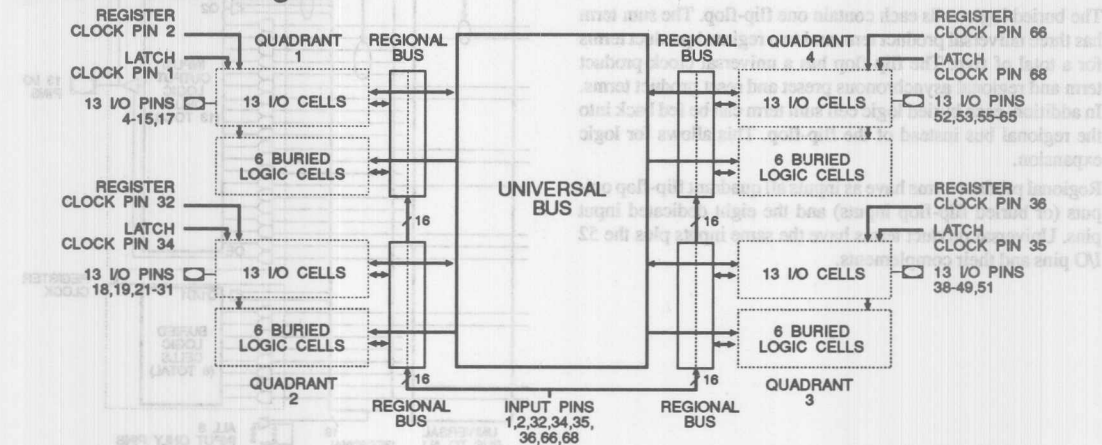 REGISTER
CLOCK PIN 2
LATCH
CLOCK PIN 1
13 I/O PINS
4-15,17
QUADRANT
1
REGIONAL
BUS
13 I/O CELLS
6 BURIED
LOGIC CELLS
REGISTER
CLOCK PIN 32
LATCH
CLOCK PIN 34
13 I/O PINS
18,19,21-31
13 I/O CELLS
6 BURIED
LOGIC CELLS
QUADRANT
2
REGIONAL
BUS
16
16
UNIVERSAL
BUS
INPUT PINS
1,2,32,34,35,
36,66,68
REGIONAL
BUS
QUADRANT
4
13 I/O CELLS
6 BURIED
LOGIC CELLS
REGISTER
CLOCK PIN 66
LATCH
CLOCK PIN 68
13 I/O PINS
52,53,55-65
16
13 I/O CELLS
6 BURIED
LOGIC CELLS
REGISTER
CLOCK PIN 36
LATCH
CLOCK PIN 35
13 I/O PINS
38-49,51
16
REGIONAL
BUS
QUADRANT
3